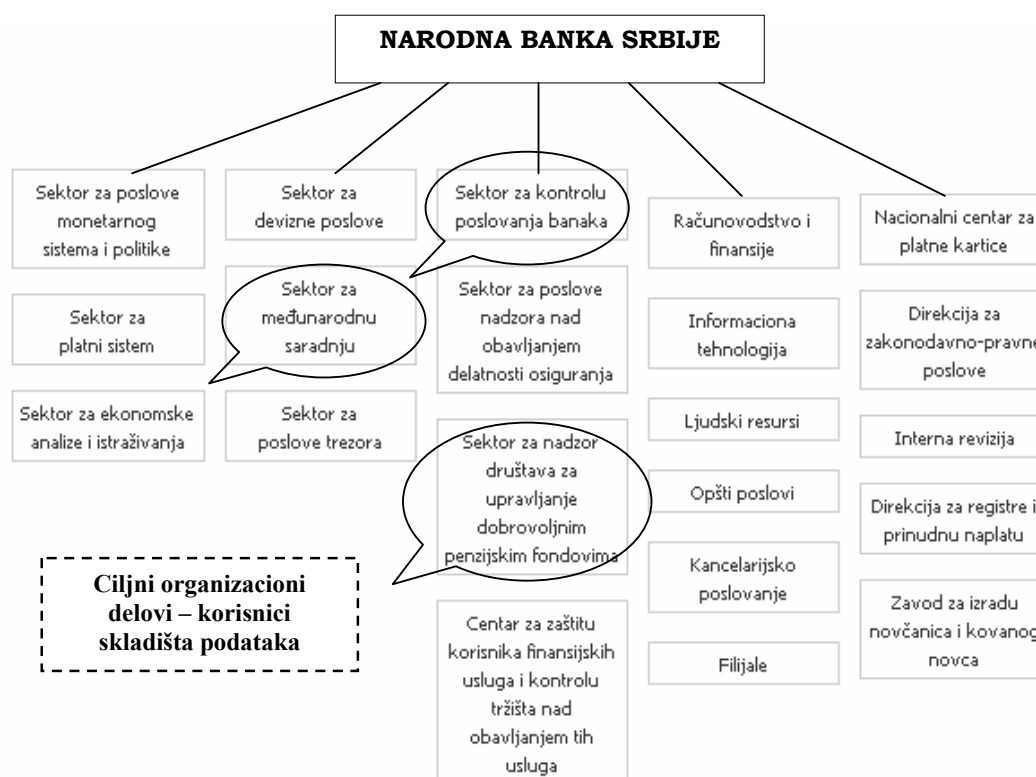 NARODNA BANKA SRBIJE
Sektor za poslove
monetarnog
sistema i politike
Sektor za
platni sistem
Sektor za ekonomske
analize i istraživanja
Sektor za
devizne poslove
Sektor za
međunarodnu
saradnju
Sektor za
poslove trezora
Sektor za kontrolu
poslovanja banaka
Sektor za poslove
nadzora nad
obavljanjem
delatnosti osiguranja
Sektor za nadzor
društava za
upravljanje
dobrovoljnim
penzijskim fondovima
Centar za zaštitu
korisnika finansijskih
usluga i kontrolu
tržišta nad
obavljanjem tih
usluga
Računovodstvo i
finansije
Informaciona
tehnologija
Ljudski resursi
Opšti poslovi
Kancelarijsko
poslovanje
Filijale
Nacionalni centar za
platne kartice
Direkcija za
zakonodavno-pravne
poslove
Interna revizija
Direkcija za registre i
prinudnu naplatu
Zavod za izradu
novčanica i kovanog
novca
Ciljni organizacioni
delovi – korisnici
skladišta podataka